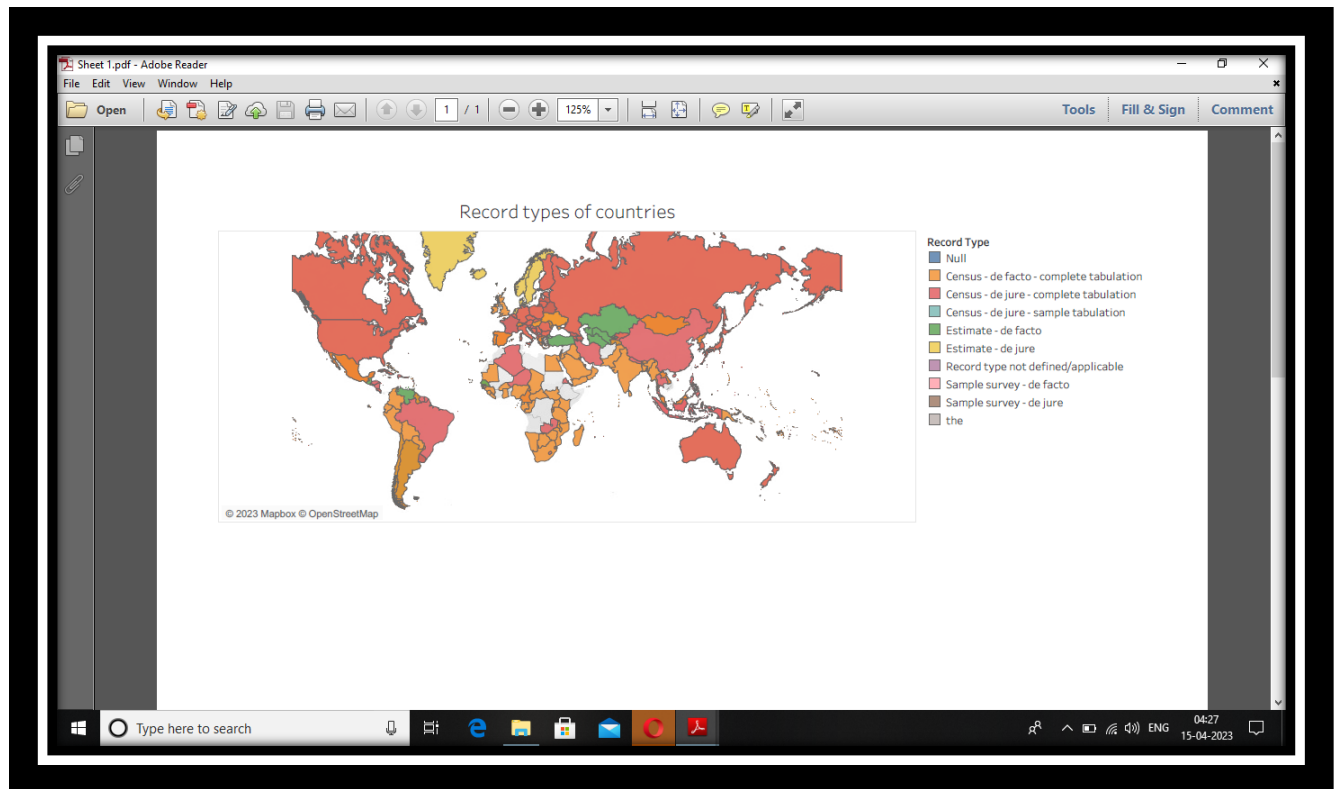 Sheet 1.pdf - Adobe Reader
File Edit View Window Help
Open 1 / 1 125% Tools Fill & Sign Comment
Record types of countries
Record Type
Null
Census - de facto - complete tabulation
Census - de jure - complete tabulation
Census - de jure - sample tabulation
Estimate - de facto
Estimate - de jure
Record type not defined/applicable
Sample survey - de facto
Sample survey - de jure
the
© 2023 Mapbox © OpenStreetMap
Type here to search ENG 04:27
15-04-2023